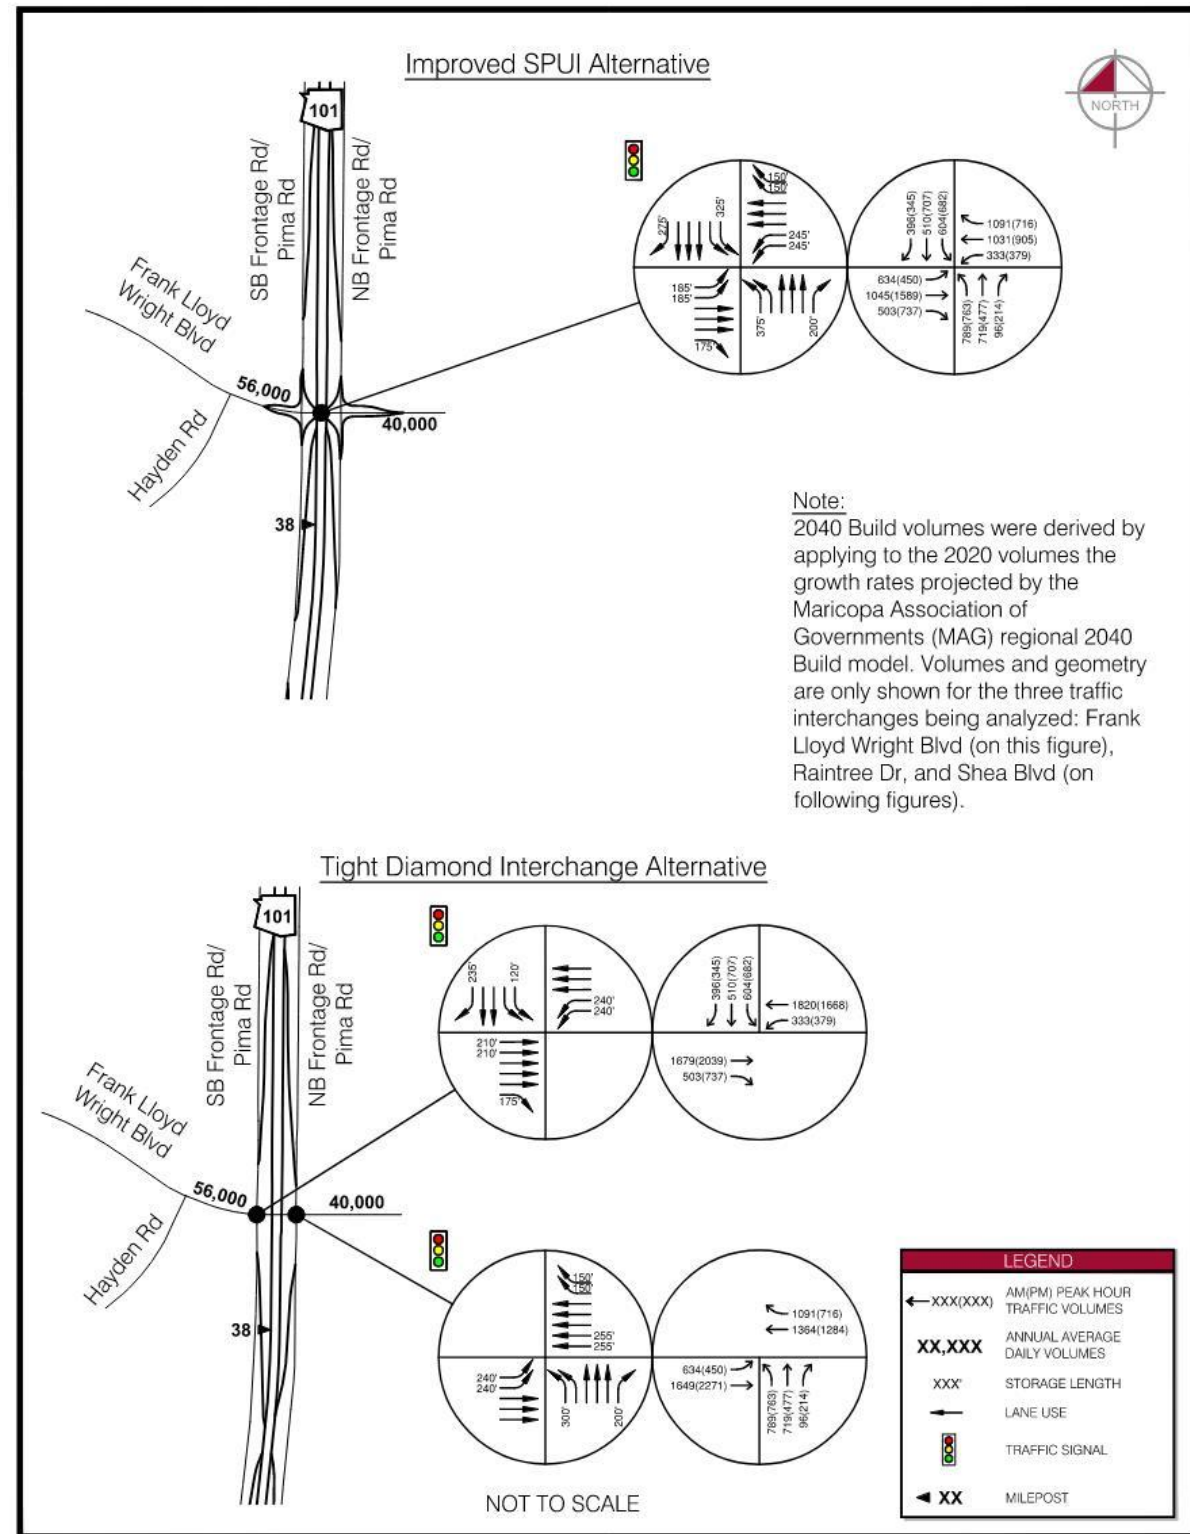 Improved SPUI Alternative
NORTH
101
SB Frontage Rd/
Pima Rd
NB Frontage Rd/
Pima Rd
Frank Lloyd
Wright Blvd
Hayden Rd
56,000
40,000
38
275'
325'
150'
150'
245'
245'
185'
185'
175'
375'
200'
396(345)
510(707)
604(682)
1091(716)
1031(905)
333(379)
634(450)
1045(1589)
503(737)
789(763)
719(477)
96(214)
Note:
2040 Build volumes were derived by
applying to the 2020 volumes the
growth rates projected by the
Maricopa Association of
Governments (MAG) regional 2040
Build model. Volumes and geometry
are only shown for the three traffic
interchanges being analyzed: Frank
Lloyd Wright Blvd (on this figure),
Raintree Dr, and Shea Blvd (on
following figures).
Tight Diamond Interchange Alternative
101
SB Frontage Rd/
Pima Rd
NB Frontage Rd/
Pima Rd
Frank Lloyd
Wright Blvd
Hayden Rd
56,000
40,000
38
235'
120'
240'
240'
210'
210'
175'
396(345)
510(707)
604(682)
1820(1668)
333(379)
1679(2039)
503(737)
150'
150'
255'
255'
240'
240'
300'
200'
1091(716)
1364(1284)
634(450)
1649(2271)
789(763)
719(477)
96(214)
NOT TO SCALE
LEGEND
XXX(XXX) AM(PM) PEAK HOUR
TRAFFIC VOLUMES
XX,XXX ANNUAL AVERAGE
DAILY VOLUMES
XXX' STORAGE LENGTH
LANE USE
TRAFFIC SIGNAL
XX MILEPOST